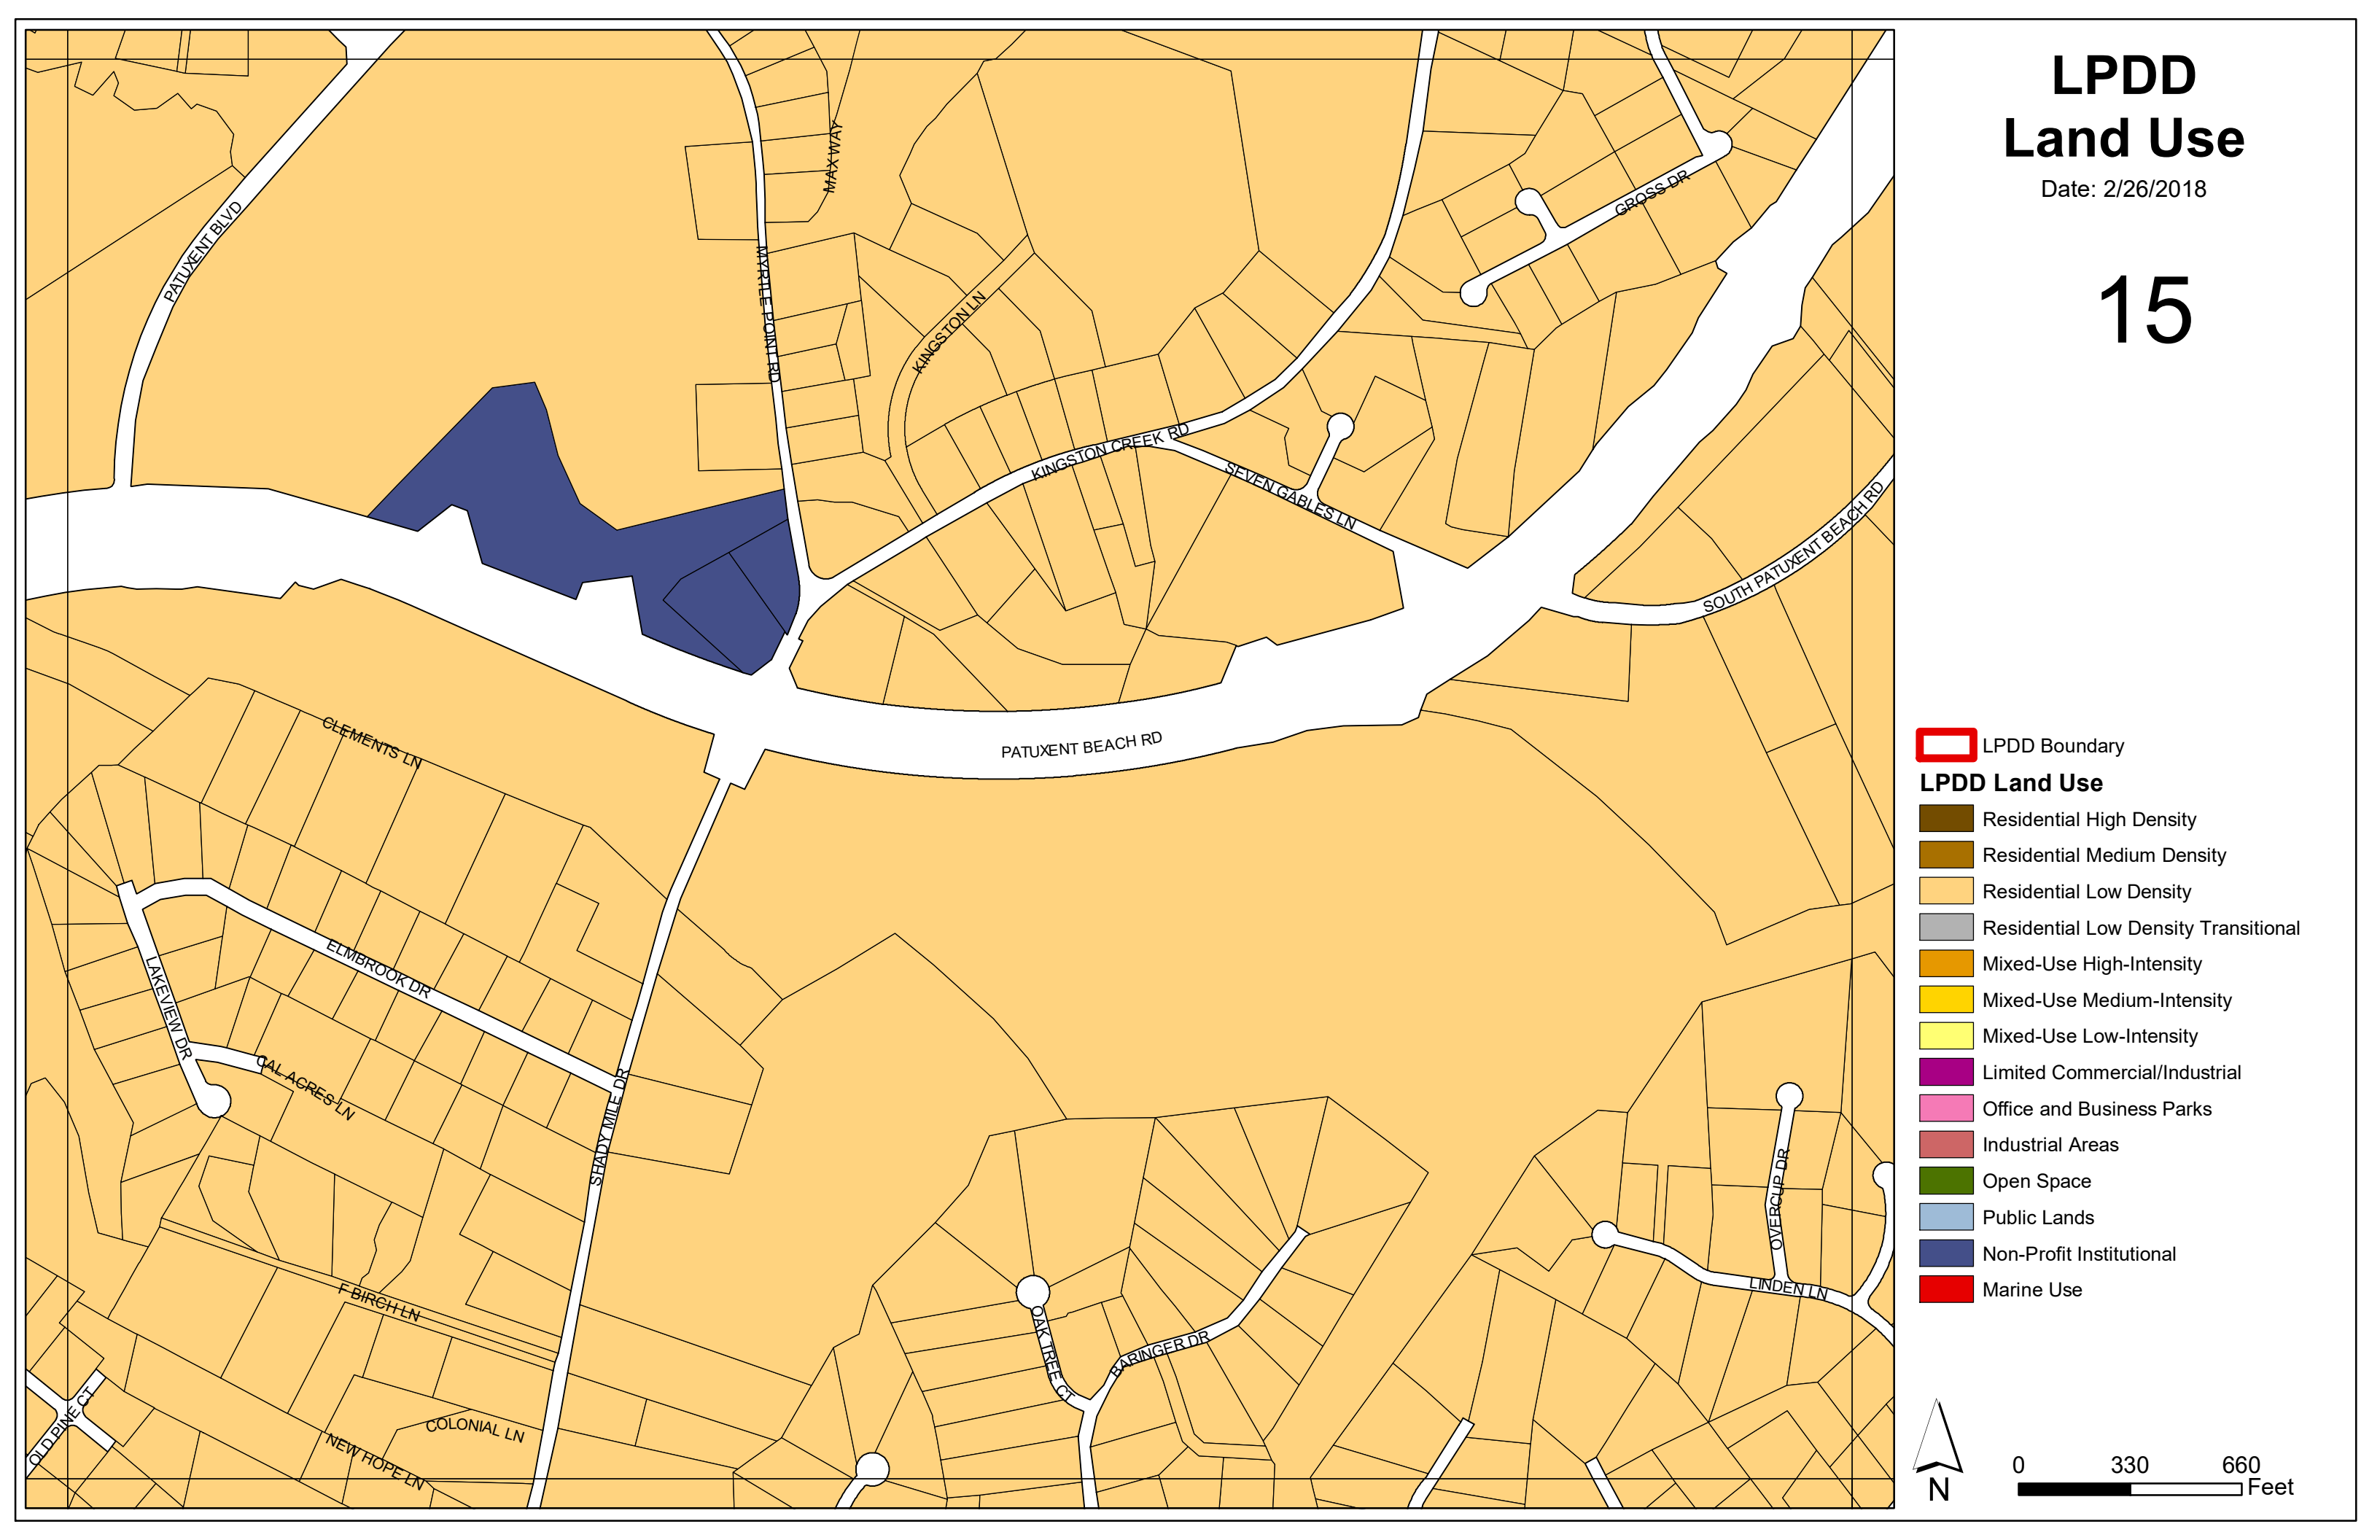 LPDD
Land Use
Date: 2/26/2018
15
PATUXENT BLVD
MAX WAY
MYRTLE POINT RD
KINGSTON LN
GROSS DR
KINGSTON CREEK RD
SEVEN GABLES LN
SOUTH PATUXENT BEACH RD
PATUXENT BEACH RD
CLEMENTS LN
ELMBROOK DR
LAKEVIEW DR
CAL ACRES LN
SHADY MILE DR
F BIRCH LN
OVERCUP DR
LINDEN LN
OAK TREE CT
BARINGER DR
OLD PINE CT
COLONIAL LN
NEW HOPE LN
LPDD Boundary
LPDD Land Use
Residential High Density
Residential Medium Density
Residential Low Density
Residential Low Density Transitional
Mixed-Use High-Intensity
Mixed-Use Medium-Intensity
Mixed-Use Low-Intensity
Limited Commercial/Industrial
Office and Business Parks
Industrial Areas
Open Space
Public Lands
Non-Profit Institutional
Marine Use
N
0 330 660
Feet